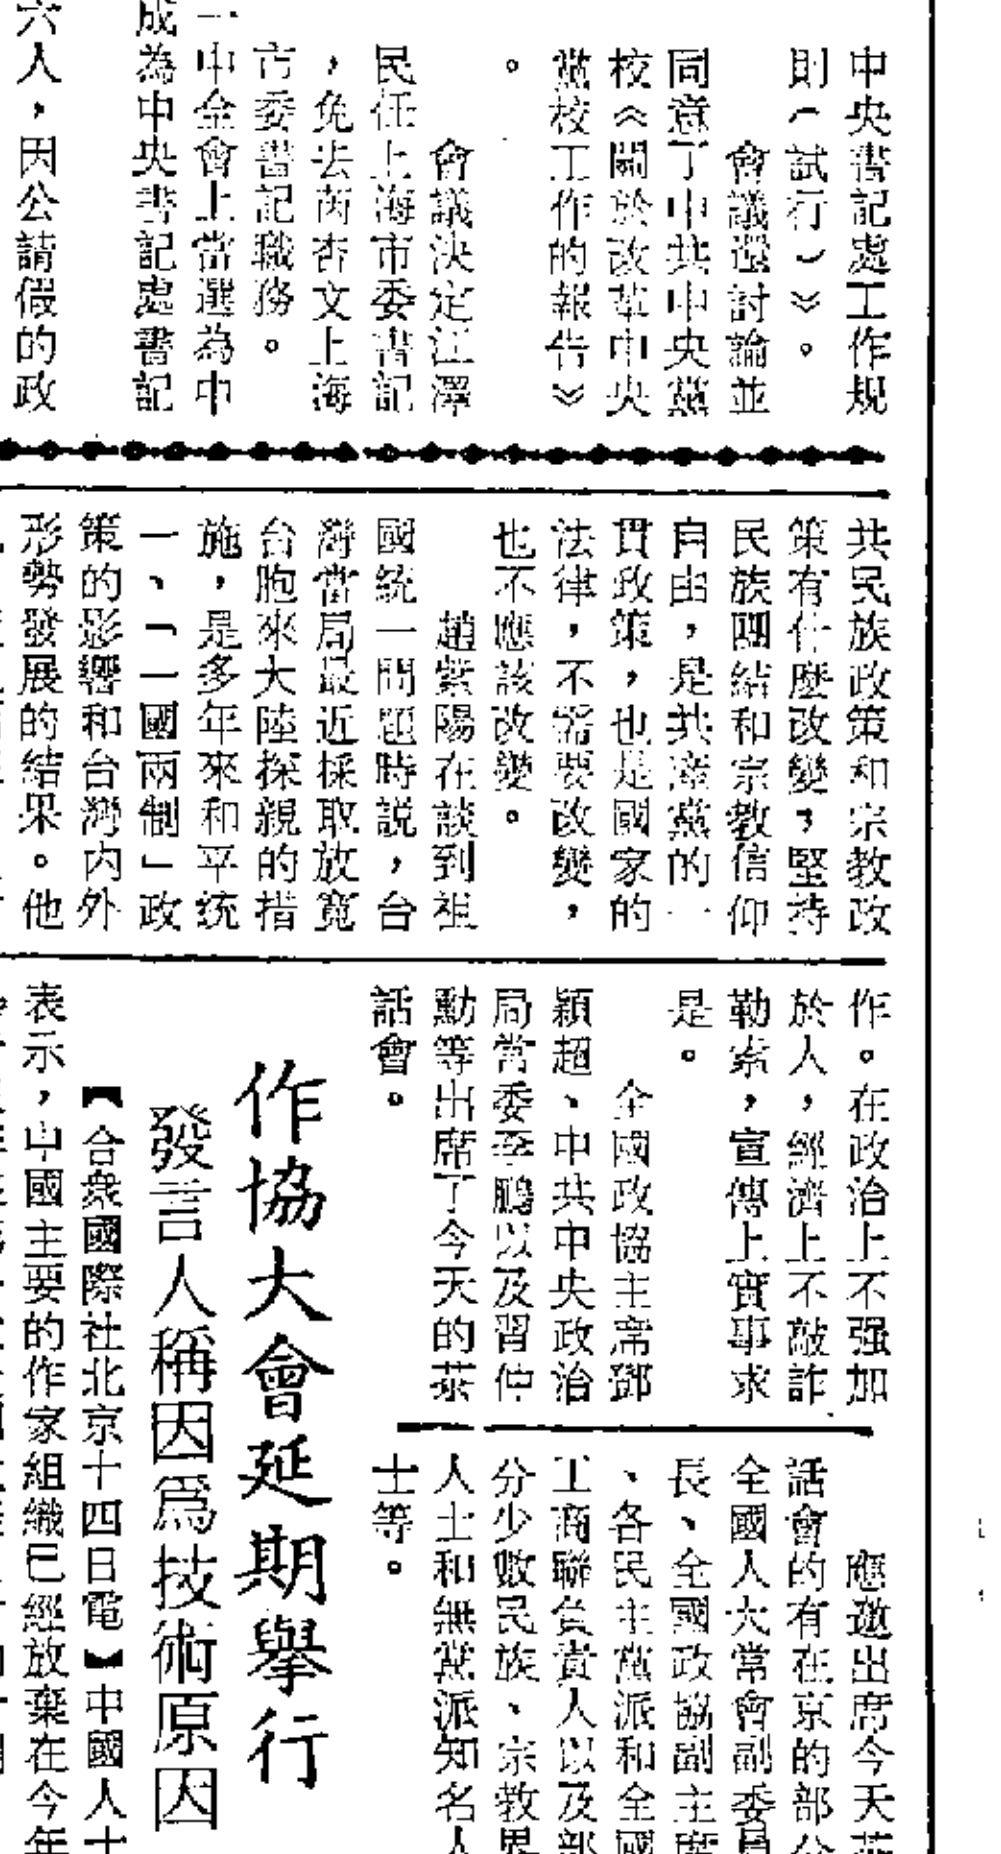 中央書記處工作規
則（試行）》。
會議還討論並
同意了中共中央黨
校《關於改革中央
黨校工作的報告》
。
會議決定江澤
民任上海市委書記
，免去芮杏文上海
市委書記職務。
一中全會上當選為中
成為中央書記處書記
六人，因公請假的政
共民族政策和宗教政
策有什麼改變，堅持
民族團結和宗教信仰
自由，是共產黨的一
貫政策，也是國家的
法律，不需要改變，
也不應該改變。
趙紫陽在談到祖
國統一問題時説，台
灣當局最近採取放寬
台胞來大陸探親的措
施，是多年來和平統
一、「一國兩制」政
策的影響和台灣内外
形勢發展的結果。他
作。在政治上不强加
於人，經濟上不敲詐
勒索，宣傳上實事求
是。
全國政協主席鄧
穎超、中共中央政治
局常委李鵬以及習仲
勳等出席了今天的茶
話會。
應邀出席今天茶
話會的有在京的部分
全國人大常會副委員
長、全國政協副主席
、各民主黨派和全國
工商聯負責人以及部
分少數民族、宗教界
人士和無黨派知名人
士等。
作協大會延期舉行
發言人稱因爲技術原因
【合衆國際社北京十四日電】中國人士
表示，中國主要的作家組織已經放棄在今年